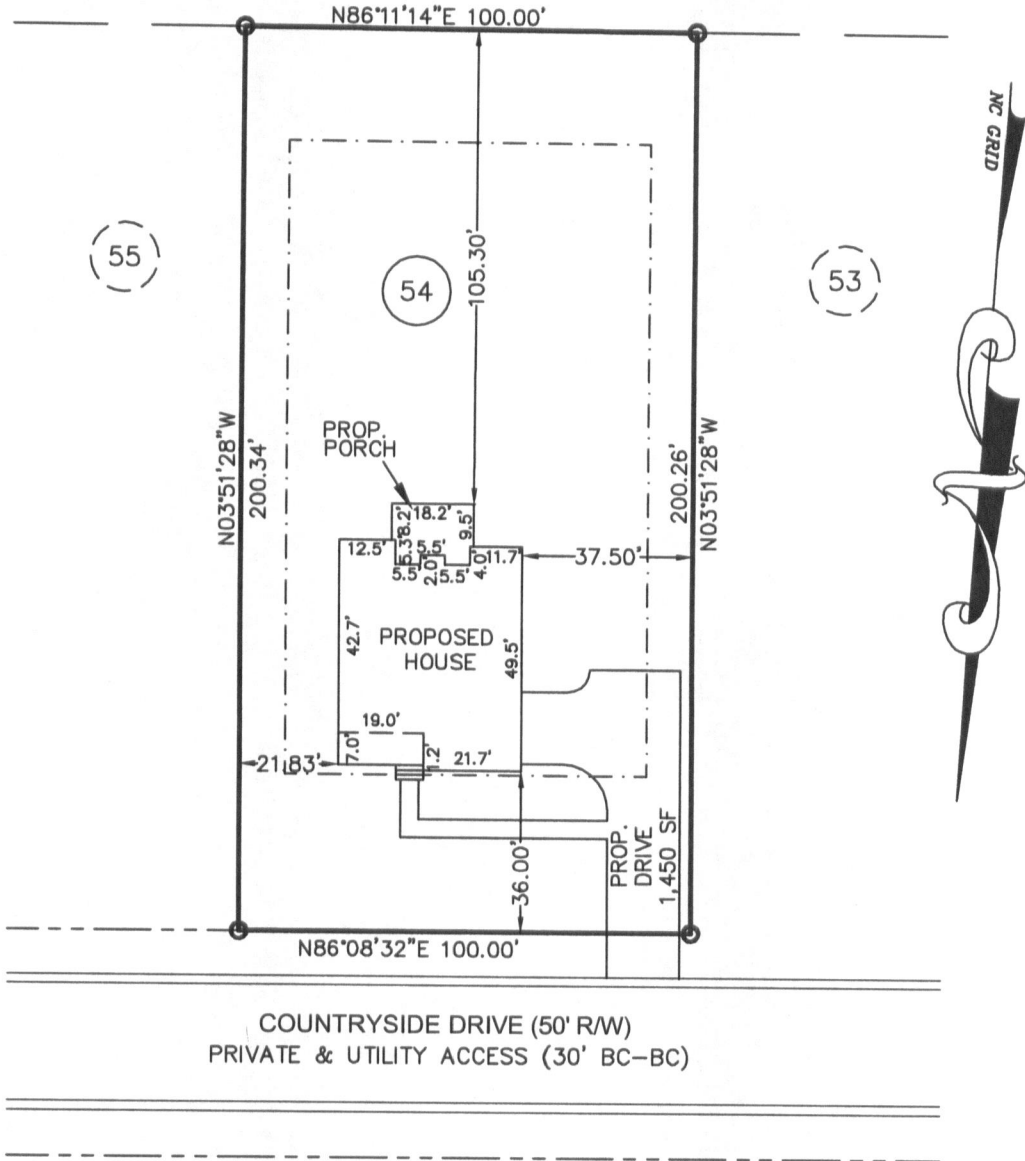 N86°11'14"E 100.00'
NC GRID
55
54
53
105.30'
N03°51'28"W
200.34'
200.26'
N03°51'28"W
PROP.
PORCH
18.2'
8.2'
9.5'
12.5'
5.3'
5.5'
5.5'
2.0'
5.5'
4.0'
11.7'
37.50'
42.7'
PROPOSED
HOUSE
49.5'
19.0'
7.0'
1.2'
21.7'
21.83'
36.00'
PROP.
DRIVE
1,450 SF
N86°08'32"E 100.00'
COUNTRYSIDE DRIVE (50' R/W)
PRIVATE & UTILITY ACCESS (30' BC-BC)